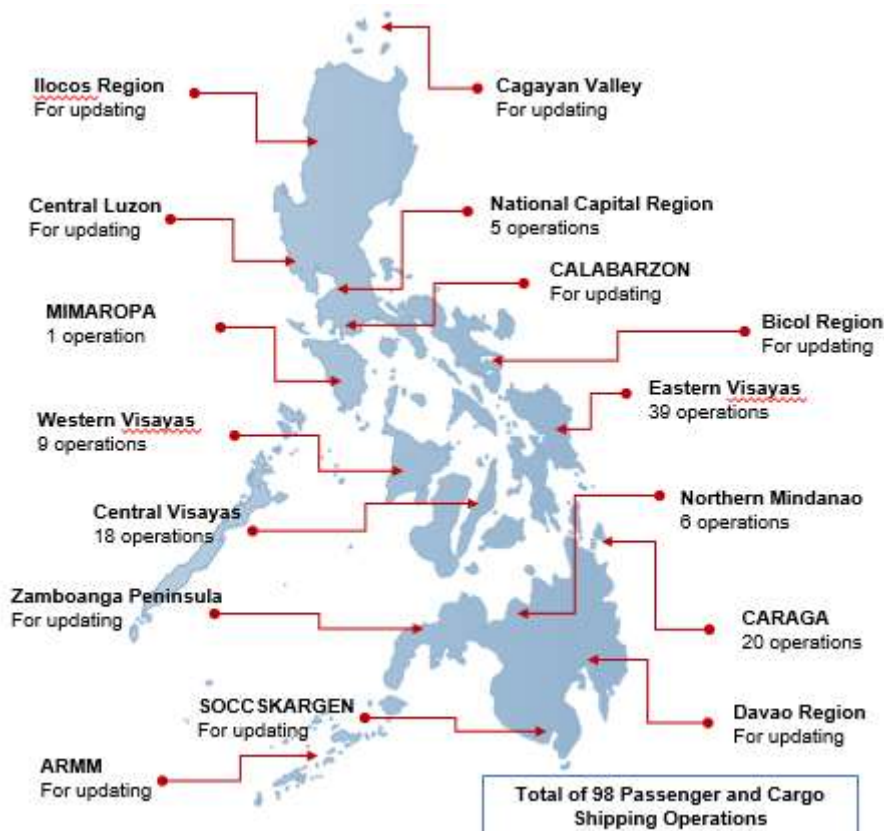 Ilocos Region
For updating
Cagayan Valley
For updating
Central Luzon
For updating
National Capital Region
5 operations
CALABARZON
For updating
MIMAROPA
1 operation
Bicol Region
For updating
Eastern Visayas
39 operations
Western Visayas
9 operations
Northern Mindanao
6 operations
Central Visayas
18 operations
Zamboanga Peninsula
For updating
CARAGA
20 operations
SOCCSKARGEN
For updating
Davao Region
For updating
ARMM
For updating
Total of 98 Passenger and Cargo
Shipping Operations